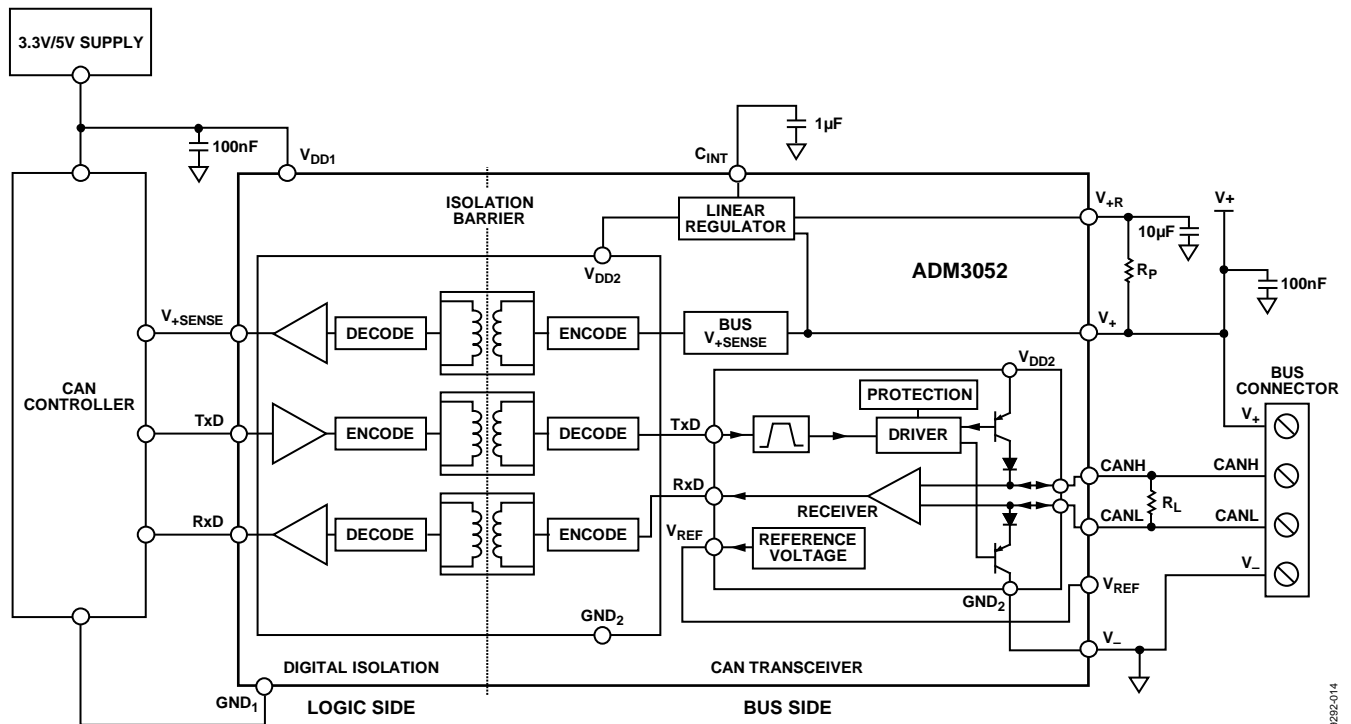 3.3V/5V SUPPLY
100nF
VDD1
CINT
1µF
ISOLATION
BARRIER
LINEAR
REGULATOR
V+R
10µF
RP
V+
100nF
ADM3052
VDD2
V+SENSE
DECODE
ENCODE
BUS
V+SENSE
V+
CAN
CONTROLLER
VDD2
PROTECTION
BUS
CONNECTOR
V+
TxD
ENCODE
DECODE
TxD
DRIVER
CANH
CANH
RxD
RECEIVER
RL
CANL
CANL
RxD
DECODE
ENCODE
VREF
REFERENCE
VOLTAGE
V–
VREF
GND2
GND2
V–
DIGITAL ISOLATION
CAN TRANSCEIVER
GND1
LOGIC SIDE
BUS SIDE